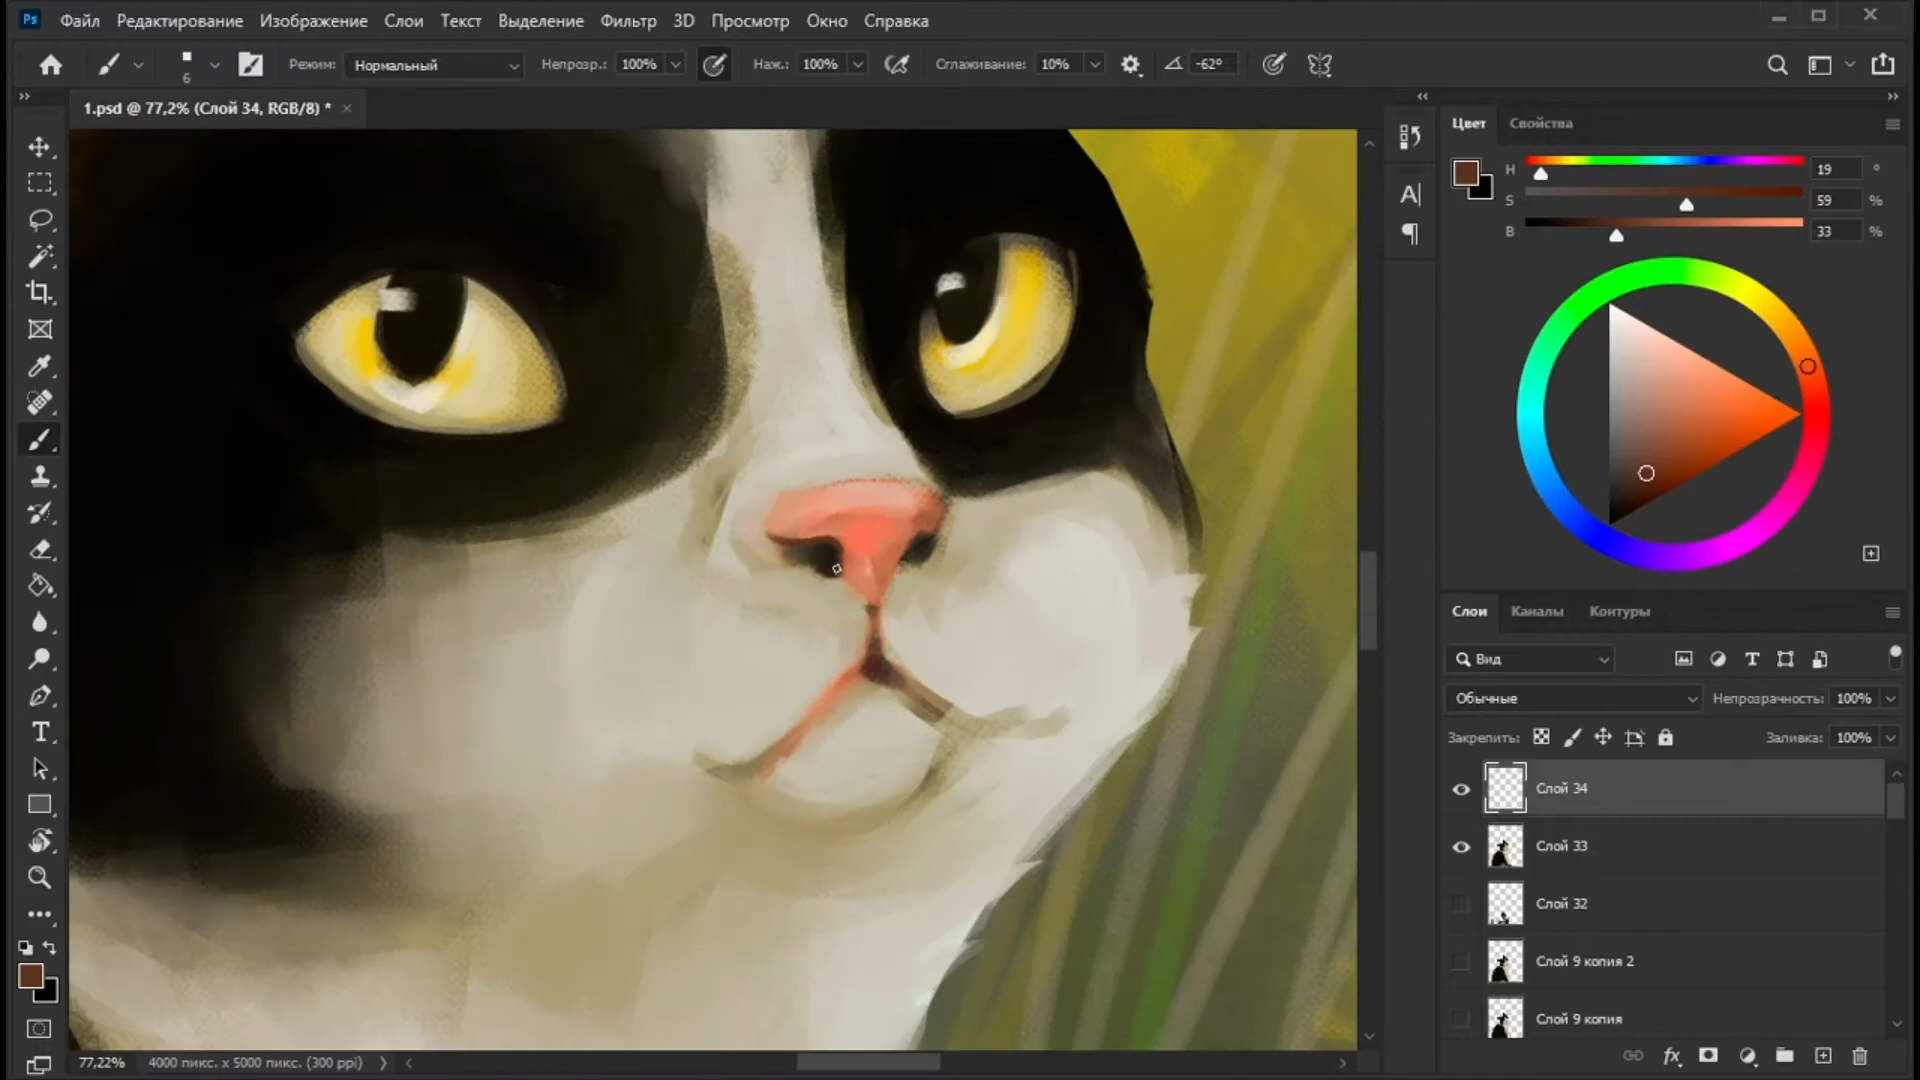 Ps Файл Редактирование Изображение Слои Текст Выделение Фильтр 3D Просмотр Окно Справка
6 Режим: Нормальный Непрозр.: 100% Наж.: 100% Сглаживание: 10% -62°
1.psd @ 77,2% (Слой 34, RGB/8) * ×
Цвет Свойства
H 19 °
S 59 %
B 33 %
Слои Каналы Контуры
Вид
Обычные Непрозрачность: 100%
Закрепить: Заливка: 100%
Слой 34
Слой 33
Слой 32
Слой 9 копия 2
Слой 9 копия
fx
77,22% 4000 пикс. x 5000 пикс. (300 ppi)